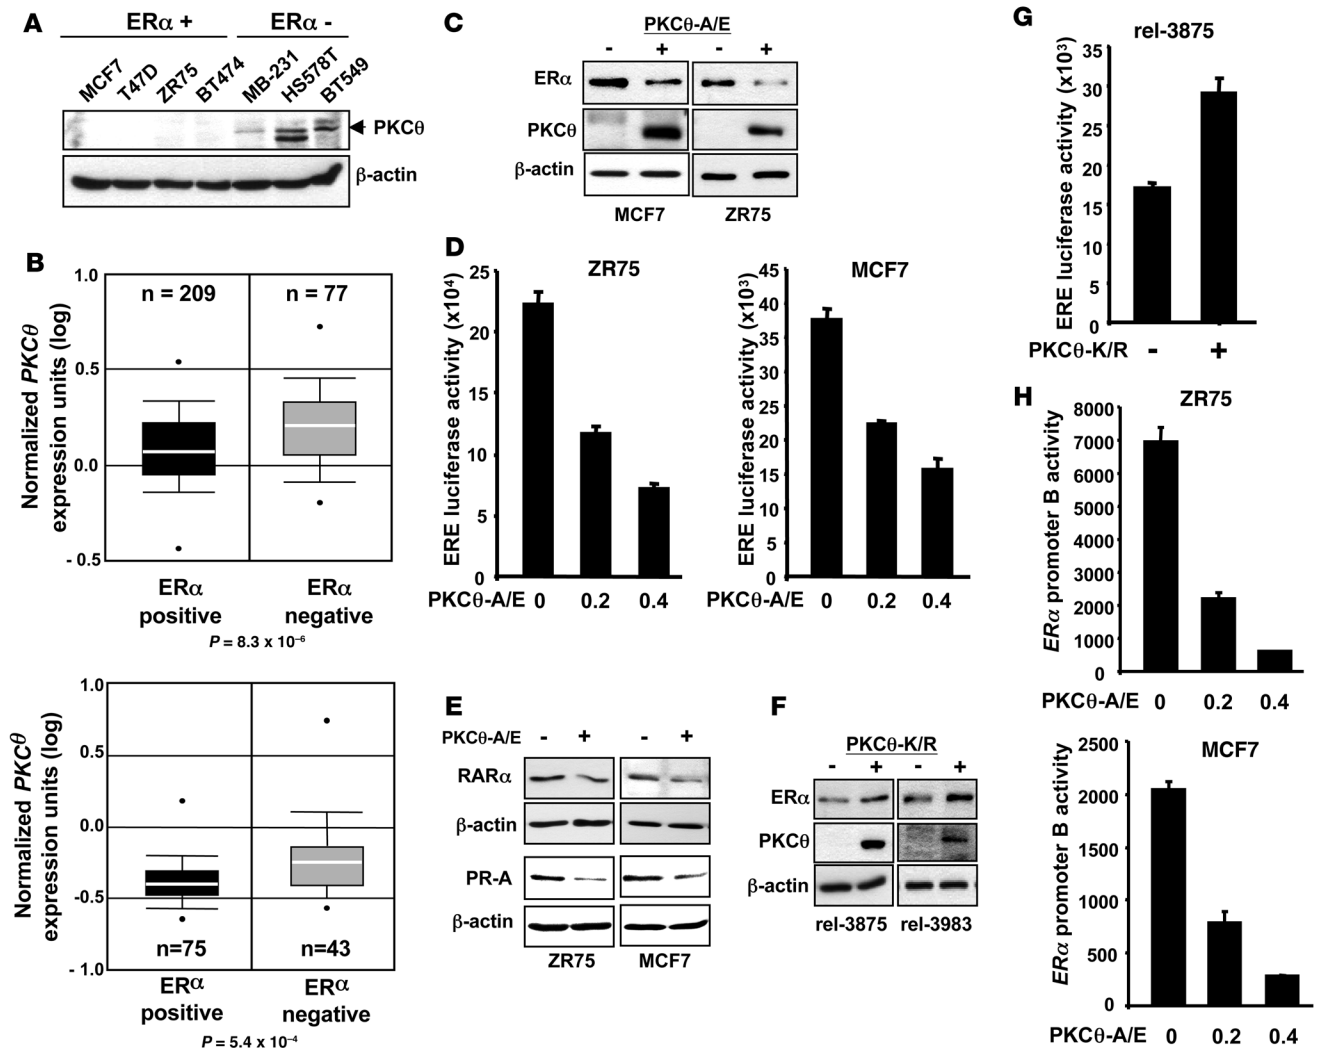 A
ERα + ERα -
MCF7 T47D ZR75 BT474 MB-231 HS578T BT549
PKCθ
β-actin
B
Normalized PKCθ
expression units (log)
1.0
0.5
0.0
- 0.5
n = 209 n = 77
ERα ERα
positive negative
P = 8.3 x 10–6
Normalized PKCθ
expression units (log)
1.0
0.5
0.0
-0.5
- 1.0
n=75 n=43
ERα ERα
positive negative
P = 5.4 x 10–4
C
PKCθ-A/E
- + - +
ERα
PKCθ
β-actin
MCF7 ZR75
D
ZR75
ERE luciferase activity (x10⁴)
25
20
15
10
5
0
PKCθ-A/E 0 0.2 0.4
MCF7
ERE luciferase activity (x10³)
45
40
35
30
25
20
15
10
5
0
PKCθ-A/E 0 0.2 0.4
E
PKCθ-A/E - + - +
RARα
β-actin
PR-A
β-actin
ZR75 MCF7
F
PKCθ-K/R
- + - +
ERα
PKCθ
β-actin
rel-3875 rel-3983
G
rel-3875
ERE luciferase activity (x10³)
35
30
25
20
15
10
5
0
PKCθ-K/R - +
H
ZR75
ERα promoter B activity
8000
7000
6000
5000
4000
3000
2000
1000
0
PKCθ-A/E 0 0.2 0.4
MCF7
ERα promoter B activity
2500
2000
1500
1000
500
0
PKCθ-A/E 0 0.2 0.4